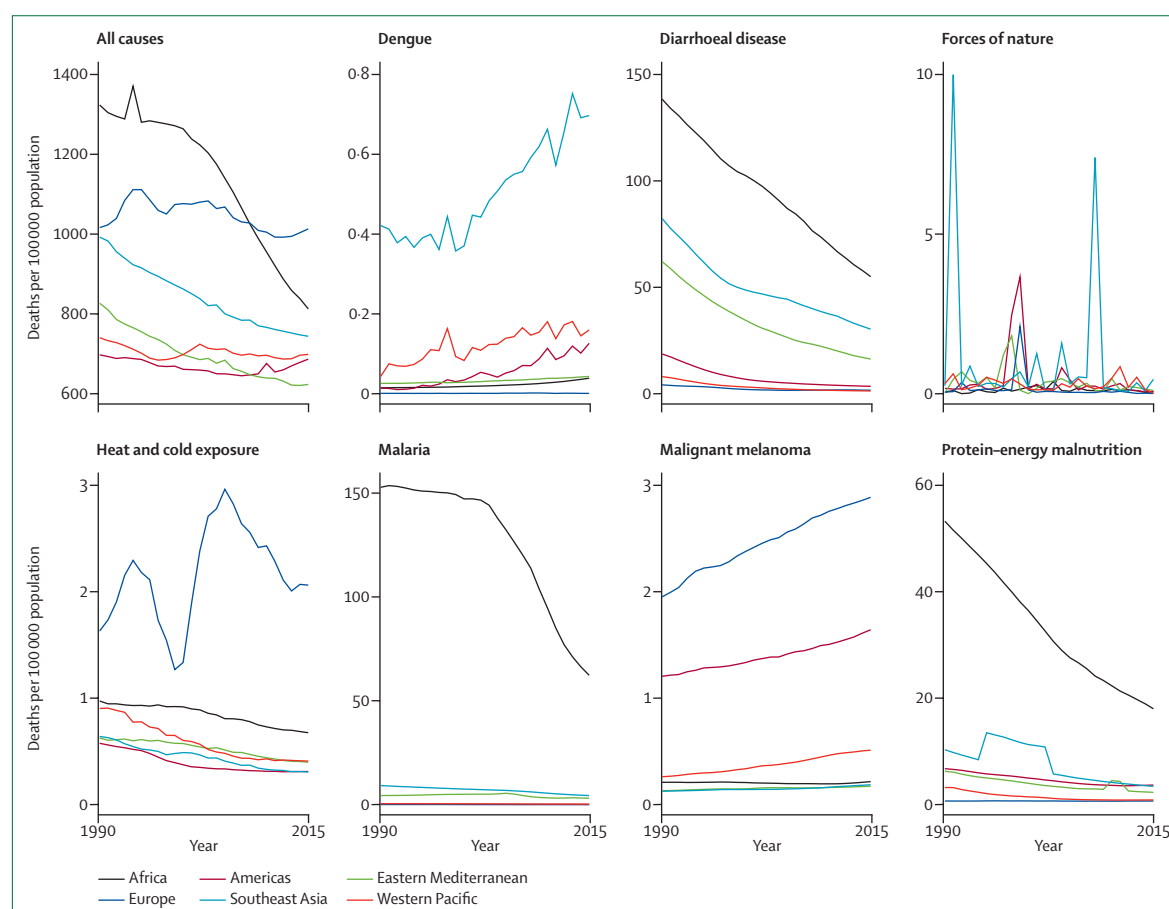 All causes
Dengue
Diarrhoeal disease
Forces of nature
Deaths per 100 000 population
1400
1200
1000
800
600
0·8
0·6
0·4
0·2
0
150
100
50
0
10
5
0
Heat and cold exposure
Malaria
Malignant melanoma
Protein–energy malnutrition
Deaths per 100 000 population
3
2
1
0
150
100
50
0
3
2
1
0
60
40
20
0
1990 2015
1990 2015
1990 2015
1990 2015
Year
Year
Year
Year
Africa
Americas
Eastern Mediterranean
Europe
Southeast Asia
Western Pacific